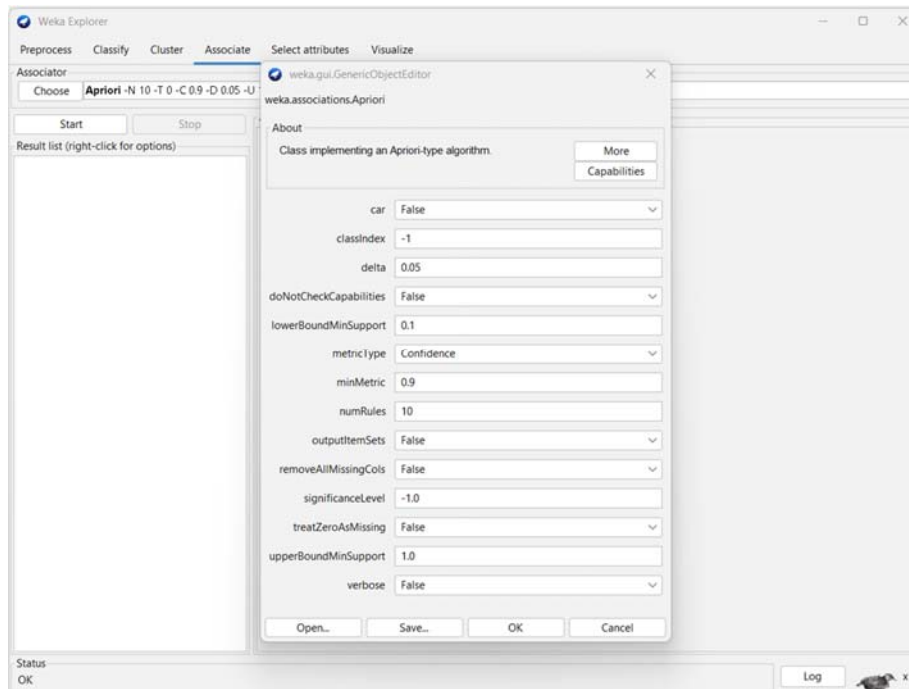 Weka Explorer
Preprocess Classify Cluster Associate Select attributes Visualize
Associator
Choose Apriori -N 10 -T 0 -C 0.9 -D 0.05 -U
Start Stop
Result list (right-click for options)
weka.gui.GenericObjectEditor
weka.associations.Apriori
About
Class implementing an Apriori-type algorithm.
More
Capabilities
car False
classIndex -1
delta 0.05
doNotCheckCapabilities False
lowerBoundMinSupport 0.1
metricType Confidence
minMetric 0.9
numRules 10
outputItemSets False
removeAllMissingCols False
significanceLevel -1.0
treatZeroAsMissing False
upperBoundMinSupport 1.0
verbose False
Open... Save... OK Cancel
Status
OK
Log x